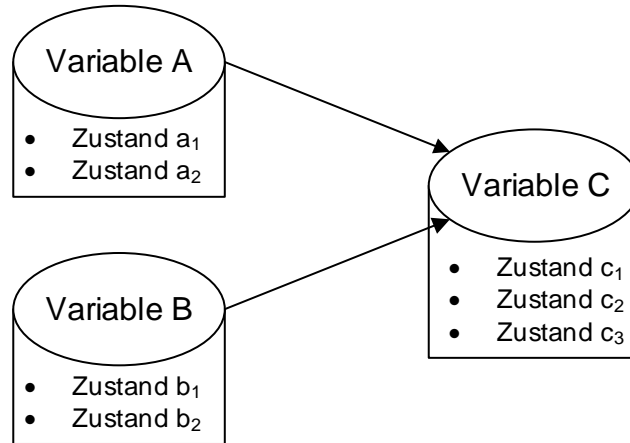 Variable A
• Zustand a₁
• Zustand a₂
Variable B
• Zustand b₁
• Zustand b₂
Variable C
• Zustand c₁
• Zustand c₂
• Zustand c₃